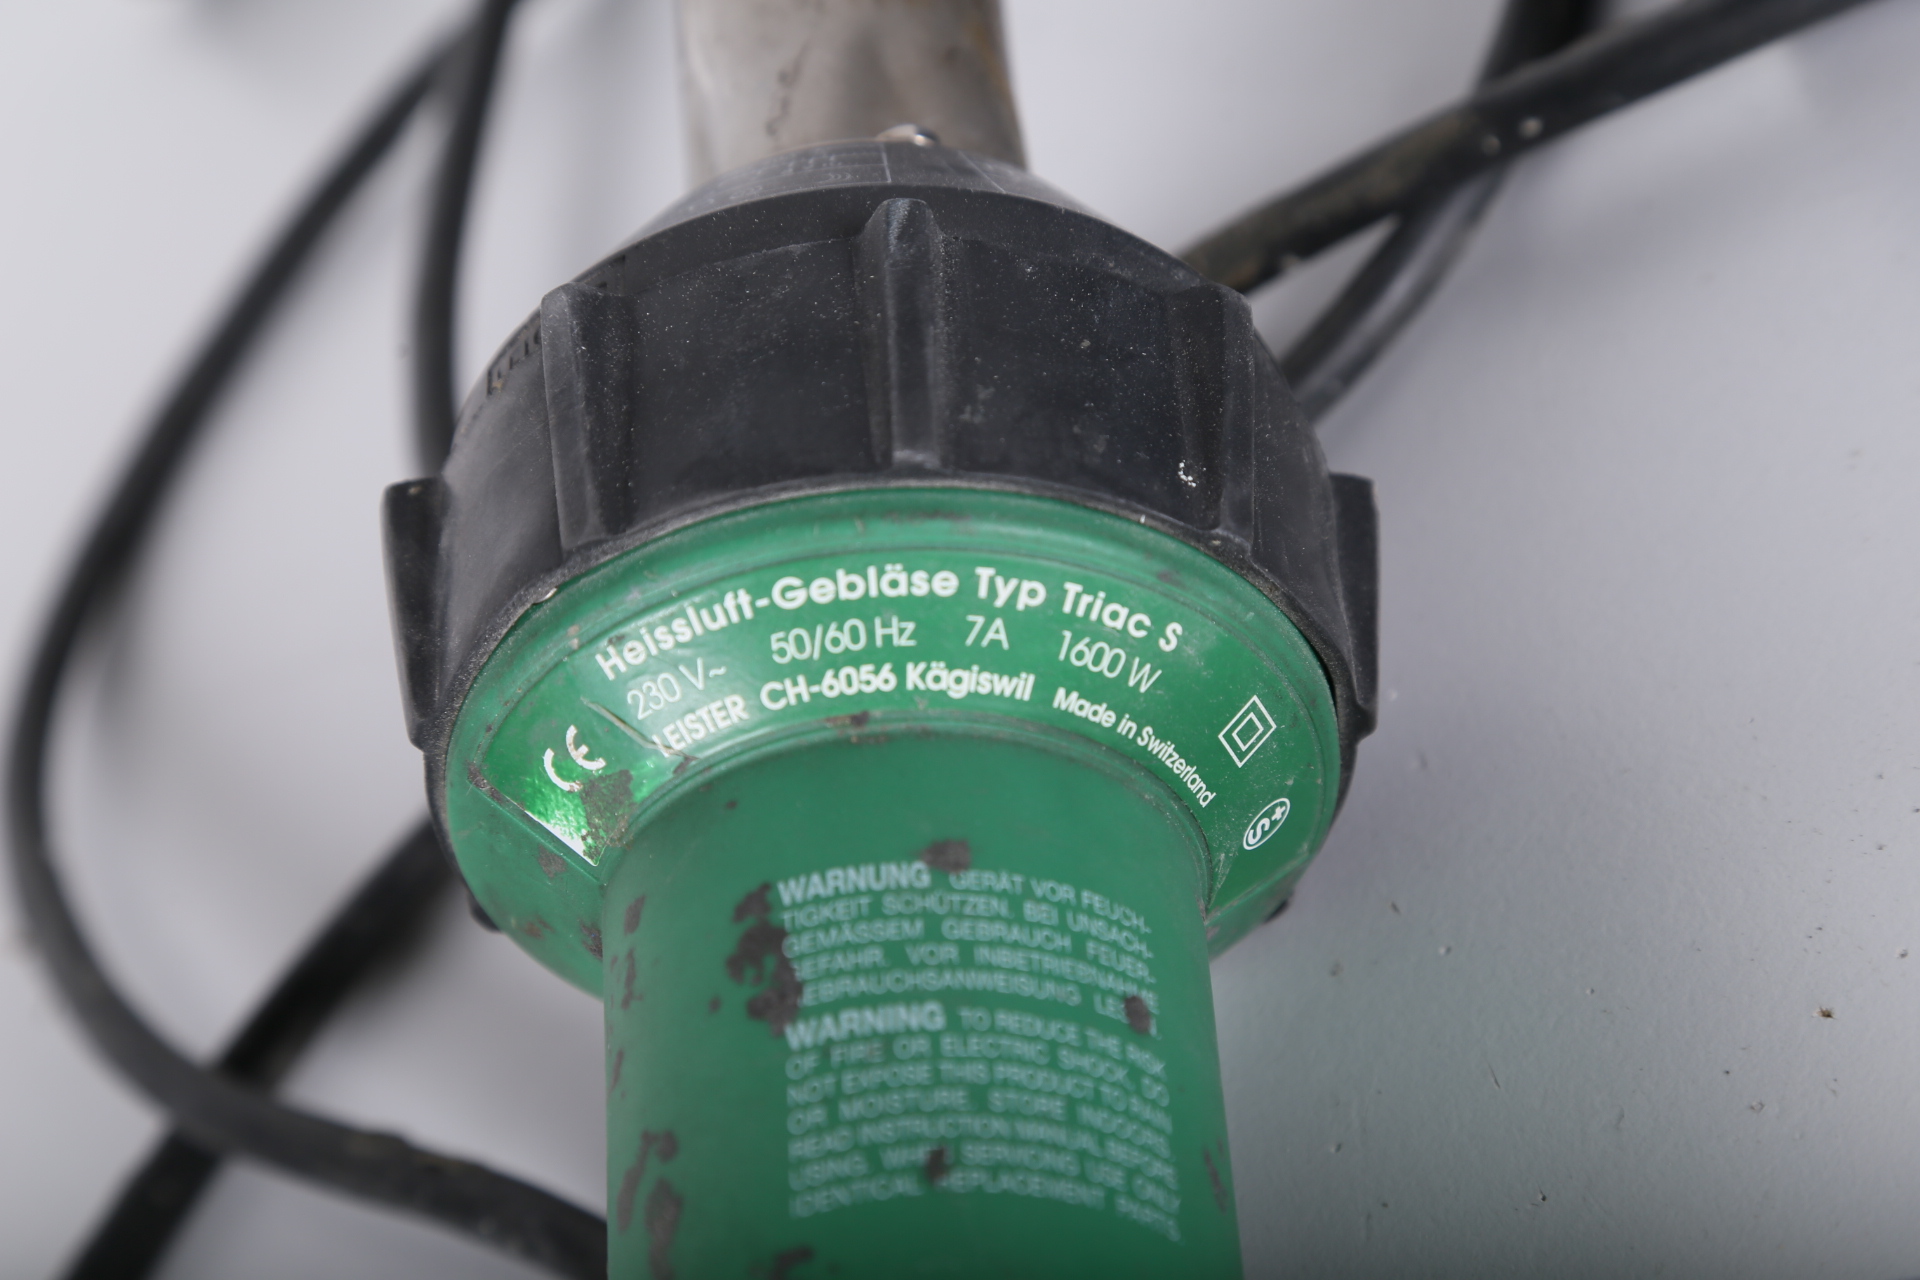 Heissluft-Gebläse Typ Triac S
230 V~ 50/60 Hz 7A 1600 W
LEISTER CH-6056 Kägiswil Made in Switzerland
CE
+S
WARNUNG GERÄT VOR FEUCH-
TIGKEIT SCHÜTZEN. BEI UNSACH-
GEMÄSSEM GEBRAUCH FEUER-
GEFAHR. VOR INBETRIEBNAHME
GEBRAUCHSANWEISUNG
WARNING TO REDUCE THE RISK
OF FIRE OR ELECTRIC SHOCK, DO
NOT EXPOSE THIS PRODUCT TO RAIN
OR MOISTURE. STORE INDOORS.
READ INSTRUCTION MANUAL BEFORE
USING. WHEN SERVICING USE ONLY
IDENTICAL REPLACEMENT PARTS